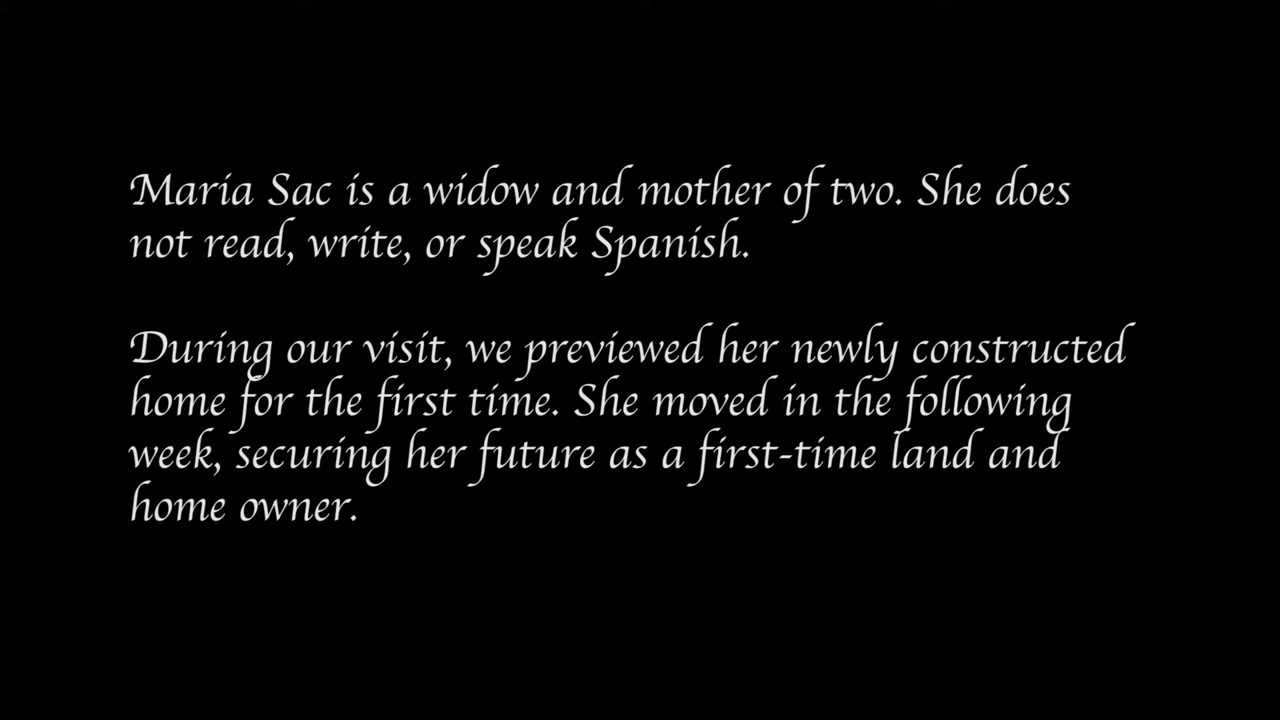 Maria Sac is a widow and mother of two. She does
not read, write, or speak Spanish.
During our visit, we previewed her newly constructed
home for the first time. She moved in the following
week, securing her future as a first-time land and
home owner.